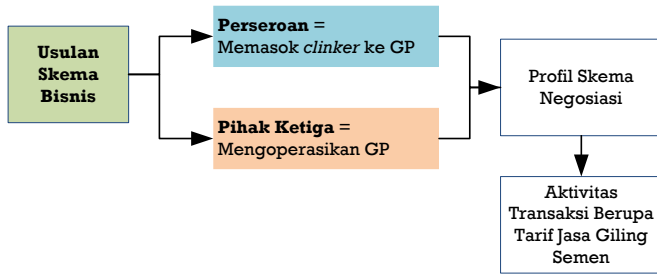 Usulan
Skema
Bisnis
Perseroan =
Memasok clinker ke GP
Pihak Ketiga =
Mengoperasikan GP
Profil Skema
Negosiasi
Aktivitas
Transaksi Berupa
Tarif Jasa Giling
Semen